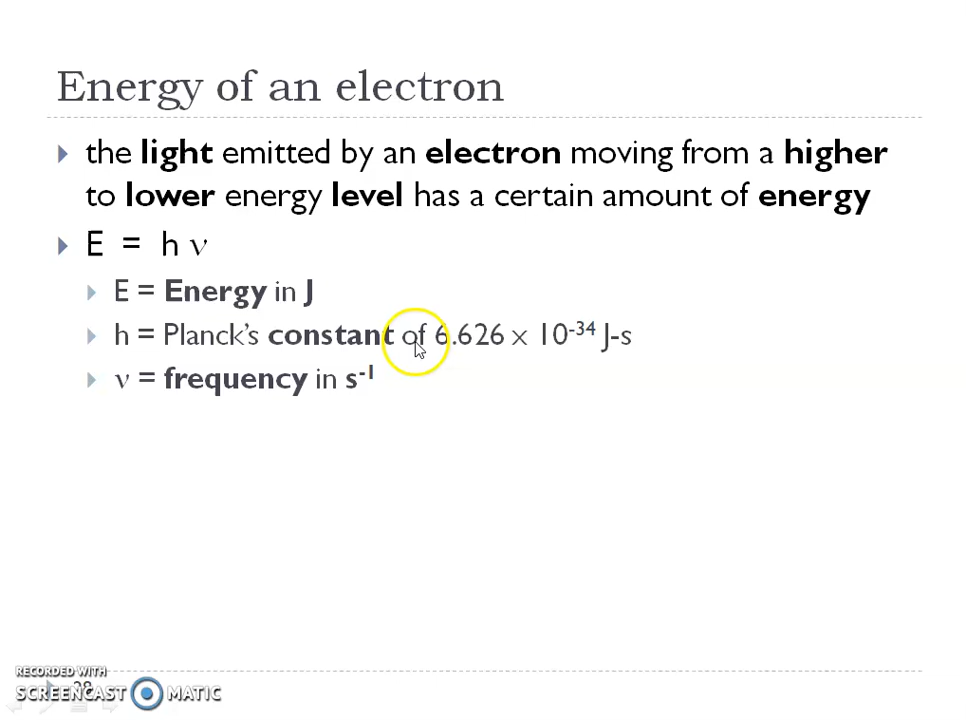 Energy of an electron
the light emitted by an electron moving from a higher
to lower energy level has a certain amount of energy
E = h ν
E = Energy in J
h = Planck’s constant of 6.626 x 10⁻³⁴ J-s
ν = frequency in s⁻¹
RECORDED WITH
SCREENCAST MATIC